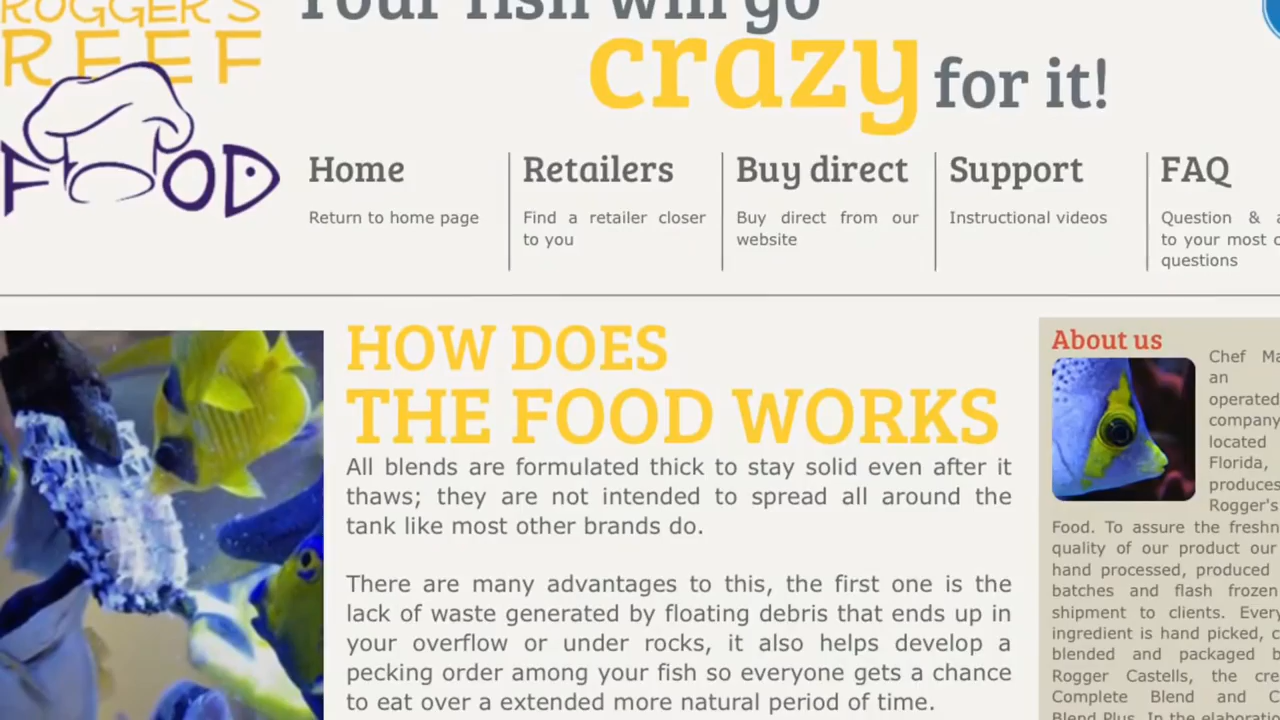 ROGGER'S
REEF
FOOD
Your fish will go
crazy for it!
Home
Return to home page
Retailers
Find a retailer closer
to you
Buy direct
Buy direct from our
website
Support
Instructional videos
FAQ
Question &
to your most
questions
HOW DOES
THE FOOD WORKS
All blends are formulated thick to stay solid even after it
thaws; they are not intended to spread all around the
tank like most other brands do.
There are many advantages to this, the first one is the
lack of waste generated by floating debris that ends up in
your overflow or under rocks, it also helps develop a
pecking order among your fish so everyone gets a chance
to eat over a extended more natural period of time.
About us
Chef
an
operated
company
located
Florida,
produces
Rogger's
Food. To assure the
quality of our product our
hand processed, produced
batches and flash frozen
shipment to clients.
ingredient is hand picked,
blended and packaged
Rogger Castells, the
Complete Blend and
Blend Plus. In the